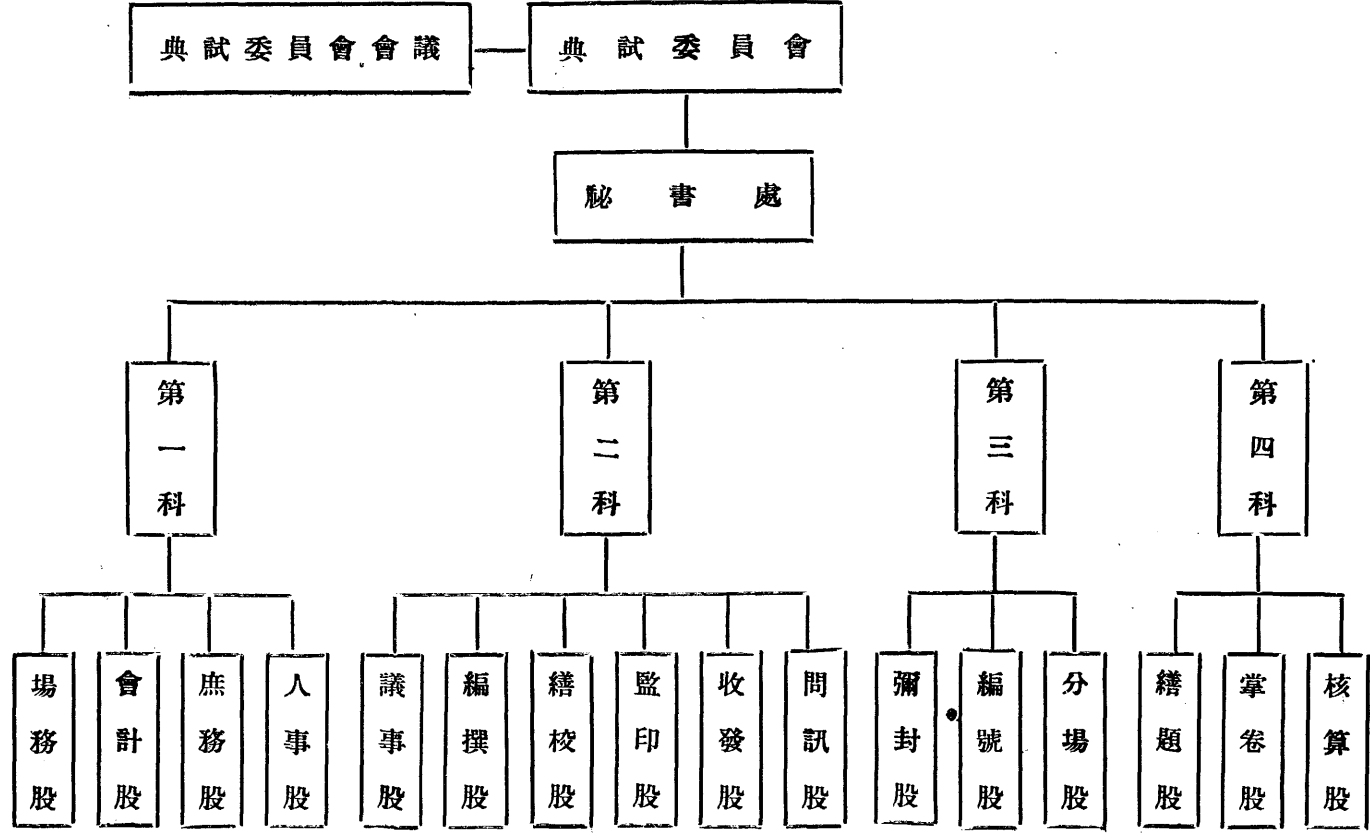 典試委員會會議
典試委員會
秘書處
第一科
第二科
第三科
第四科
場務股
會計股
庶務股
人事股
議事股
編撰股
繕校股
監印股
收發股
問訊股
彌封股
編號股
分場股
繕題股
掌卷股
核算股